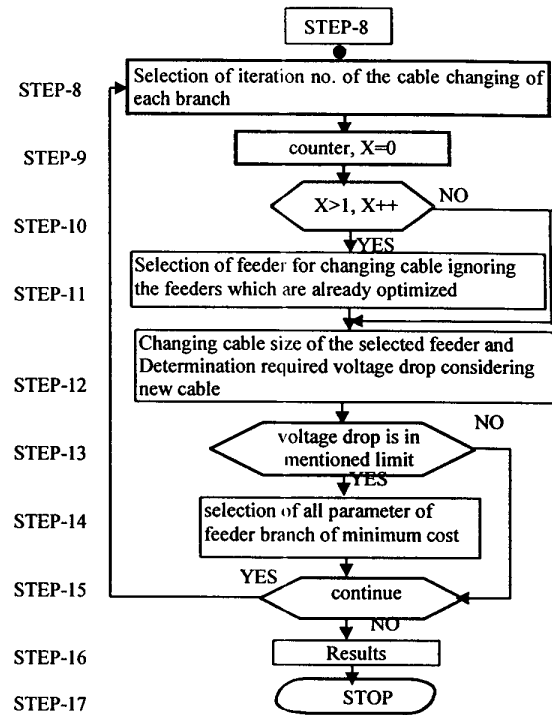 STEP-8
STEP-8
Selection of iteration no. of the cable changing of
each branch
STEP-9
counter, X=0
STEP-10
X>1, X++
NO
YES
STEP-11
Selection of feeder for changing cable ignoring
the feeders which are already optimized
STEP-12
Changing cable size of the selected feeder and
Determination required voltage drop considering
new cable
STEP-13
voltage drop is in
mentioned limit
NO
YES
STEP-14
selection of all parameter of
feeder branch of minimum cost
STEP-15
YES
continue
NO
STEP-16
Results
STEP-17
STOP